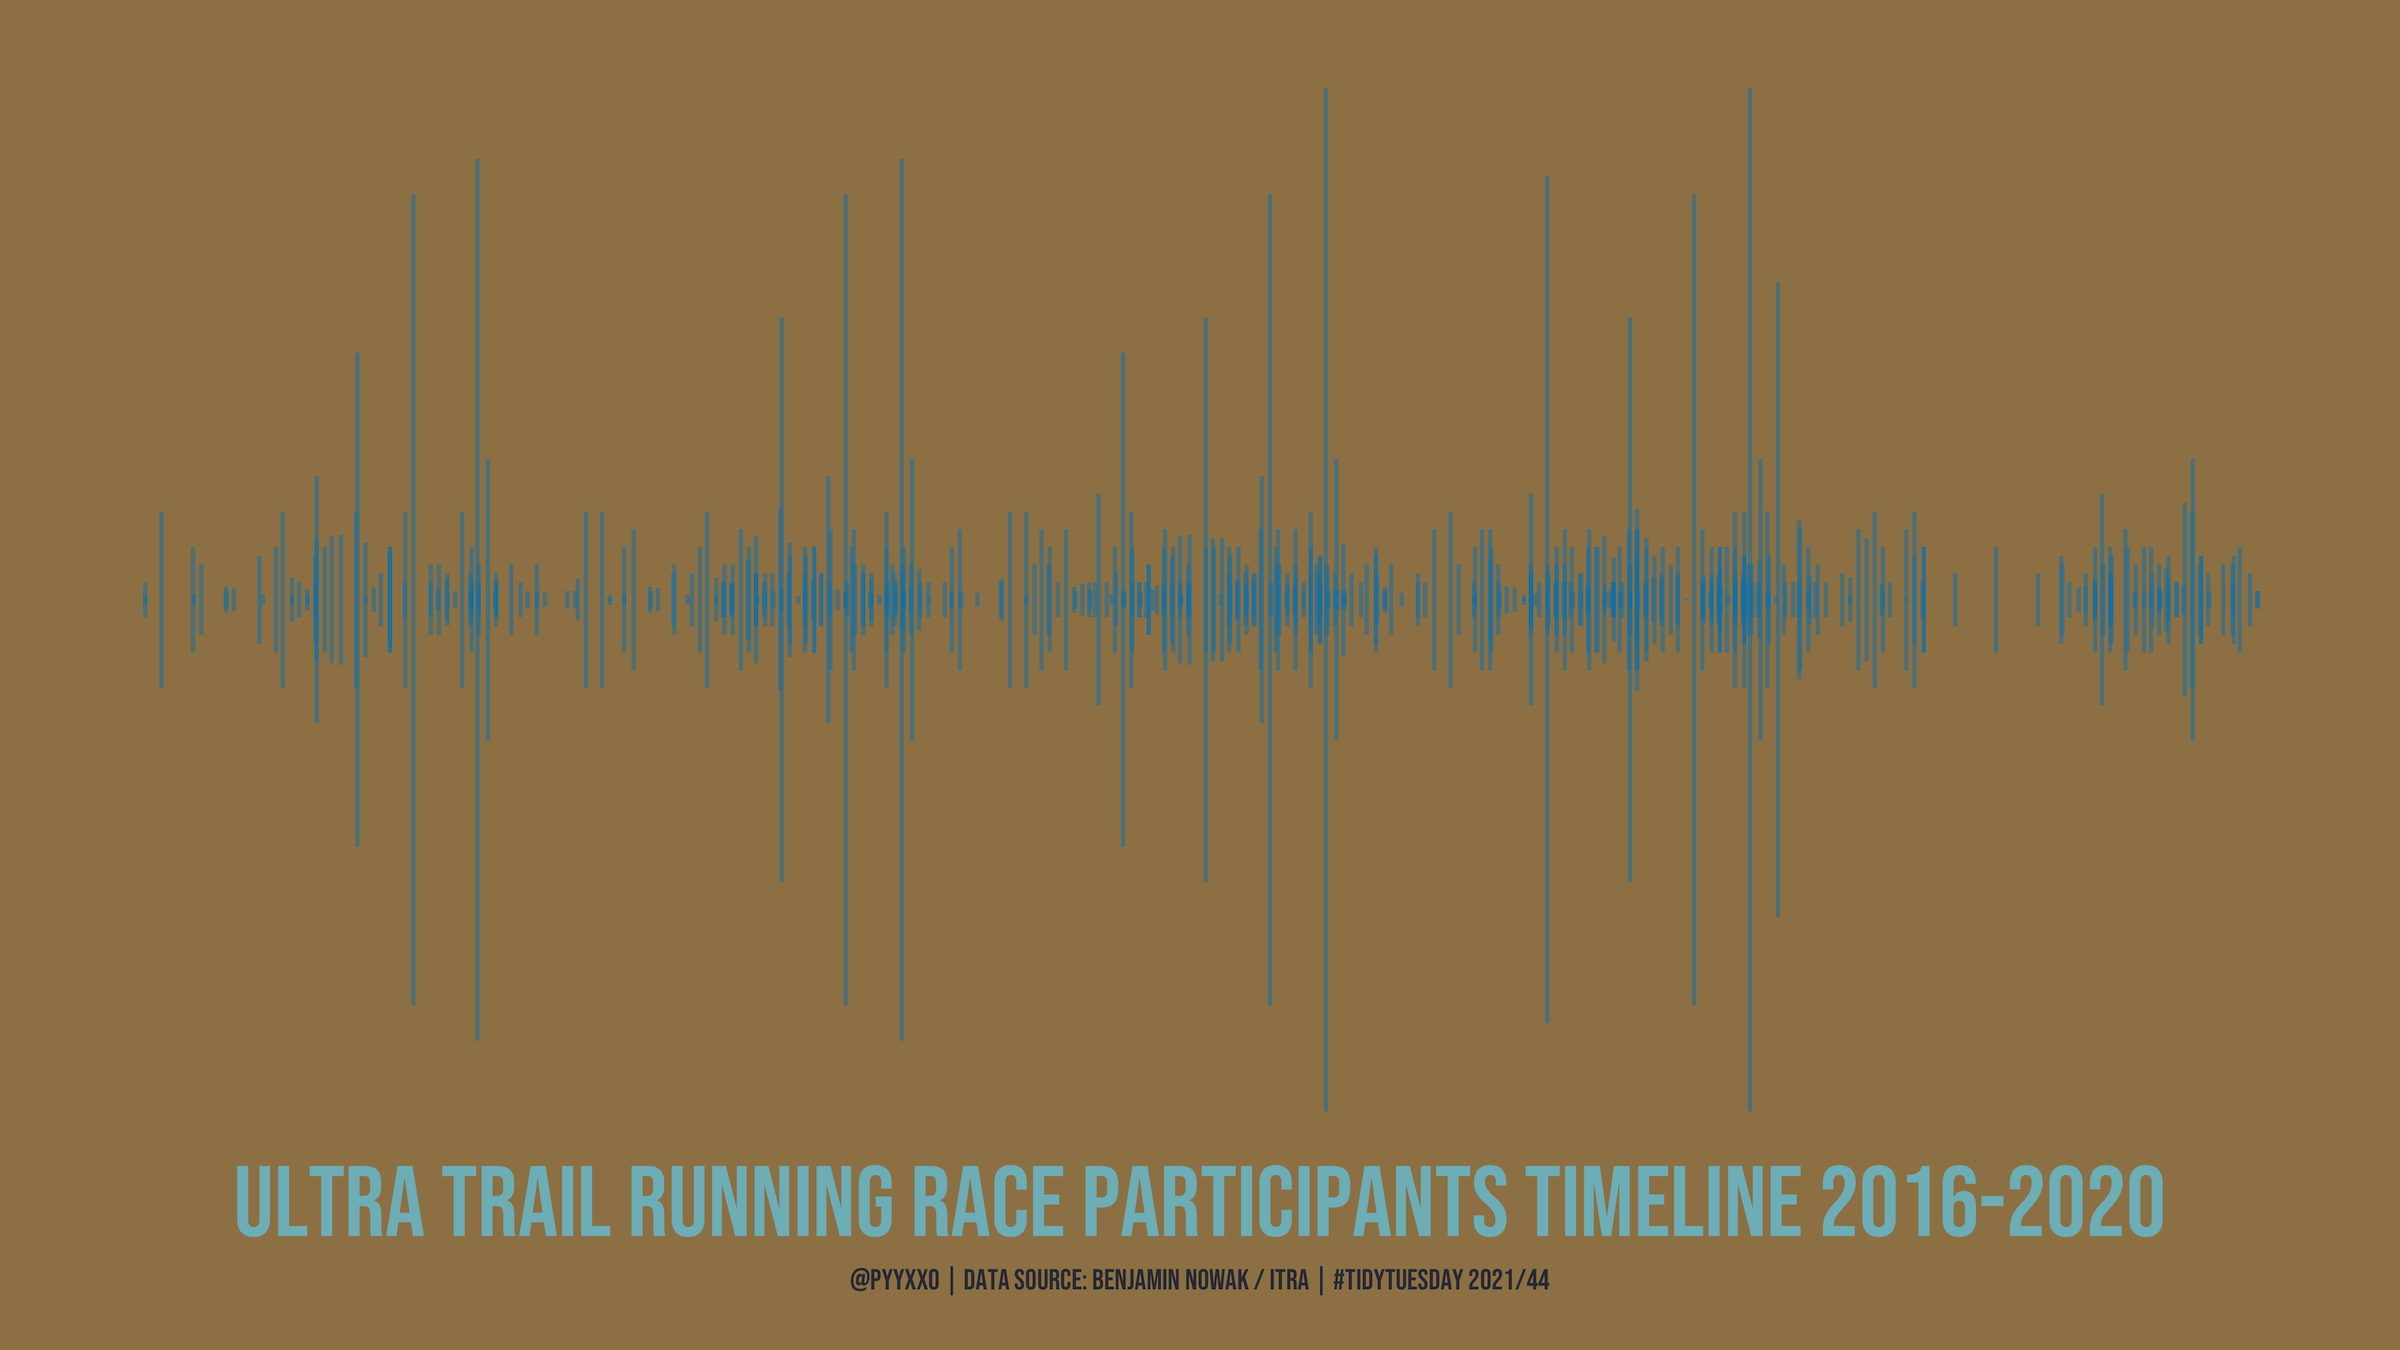 ULTRA TRAIL RUNNING RACE PARTICIPANTS TIMELINE 2016-2020
@PYYXXO | DATA SOURCE: BENJAMIN NOWAK / ITRA | #TIDYTUESDAY 2021/44